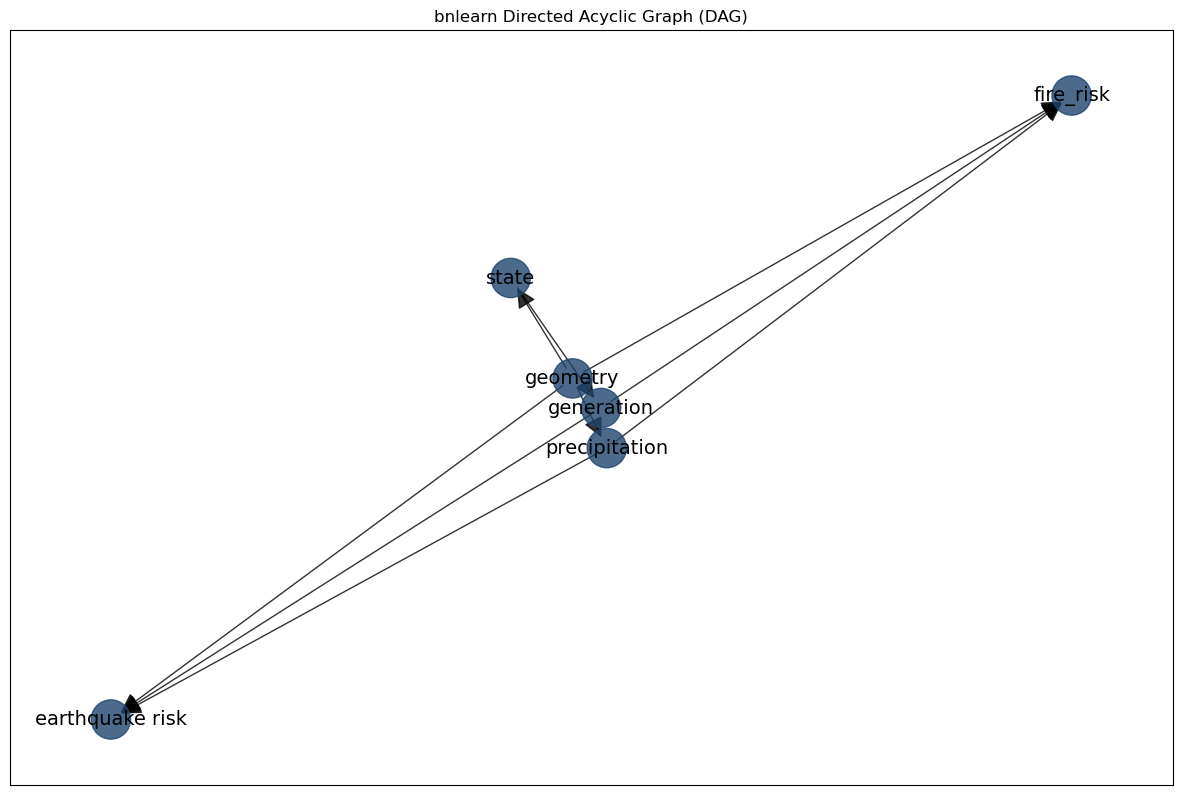 bnlearn Directed Acyclic Graph (DAG)
fire_risk
state
geometry
generation
precipitation
earthquake risk